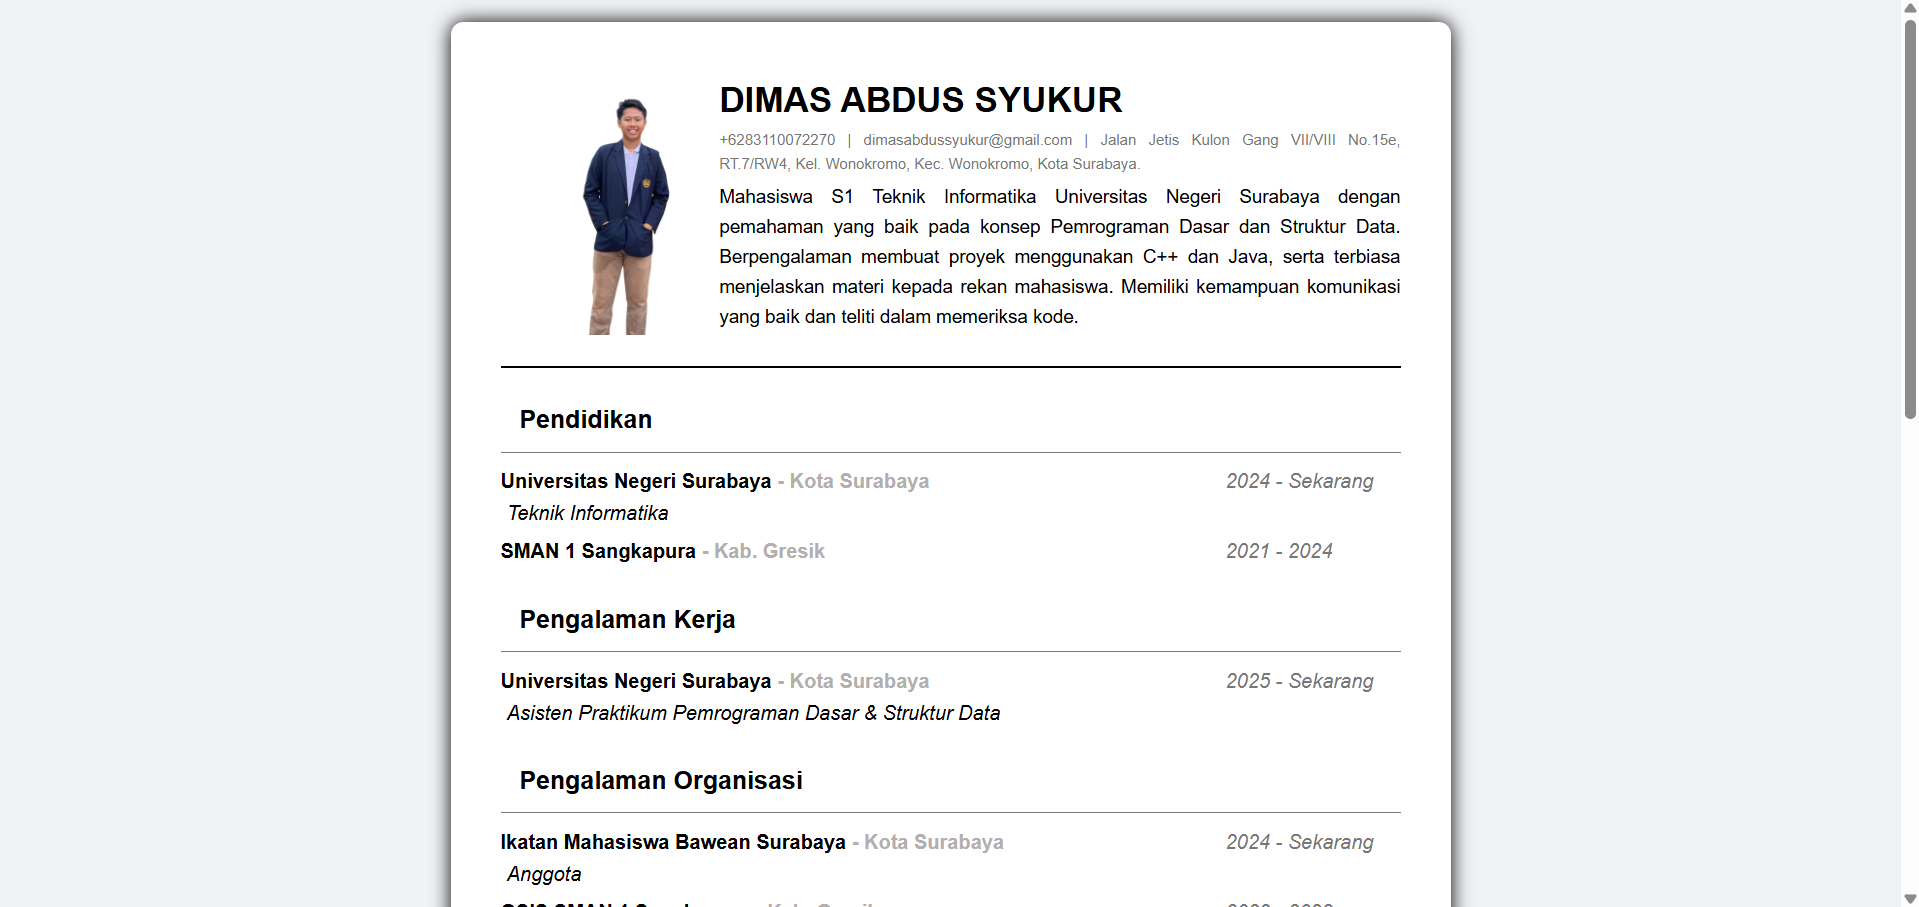 DIMAS ABDUS SYUKUR
+6283110072270 | dimasabdussyukur@gmail.com | Jalan Jetis Kulon Gang VII/VIII No.15e,
RT.7/RW4, Kel. Wonokromo, Kec. Wonokromo, Kota Surabaya.
Mahasiswa S1 Teknik Informatika Universitas Negeri Surabaya dengan
pemahaman yang baik pada konsep Pemrograman Dasar dan Struktur Data.
Berpengalaman membuat proyek menggunakan C++ dan Java, serta terbiasa
menjelaskan materi kepada rekan mahasiswa. Memiliki kemampuan komunikasi
yang baik dan teliti dalam memeriksa kode.
Pendidikan
Universitas Negeri Surabaya - Kota Surabaya 2024 - Sekarang
Teknik Informatika
SMAN 1 Sangkapura - Kab. Gresik 2021 - 2024
Pengalaman Kerja
Universitas Negeri Surabaya - Kota Surabaya 2025 - Sekarang
Asisten Praktikum Pemrograman Dasar & Struktur Data
Pengalaman Organisasi
Ikatan Mahasiswa Bawean Surabaya - Kota Surabaya 2024 - Sekarang
Anggota